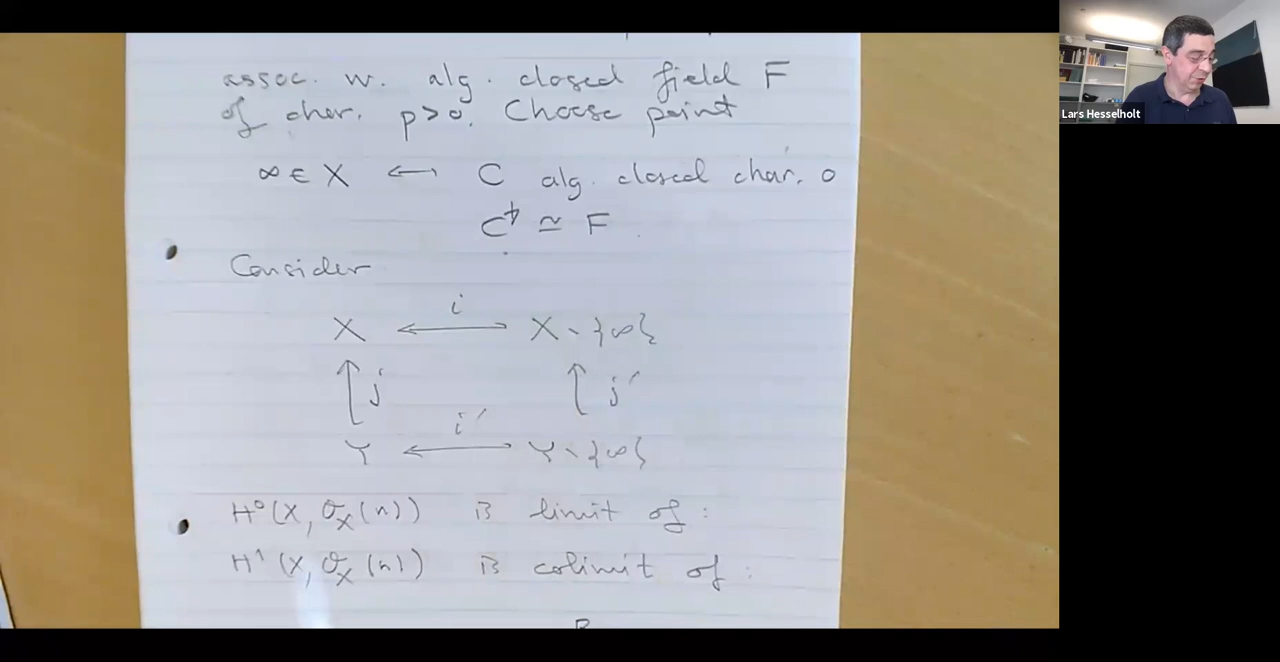 assoc. w. alg. closed field F
of char. p>0. Choose point
∞ ∈ X ⟷ C alg. closed char. 0
C♭ ≅ F
Consider
X ← i X ∖ {∞}
↑ j ↑ j′
Y ← i′ Y ∖ {∞}
H⁰(X, 𝒪_X(n)) is limit of :
H¹(X, 𝒪_X(n)) is colimit of :
Lars Hesselholt